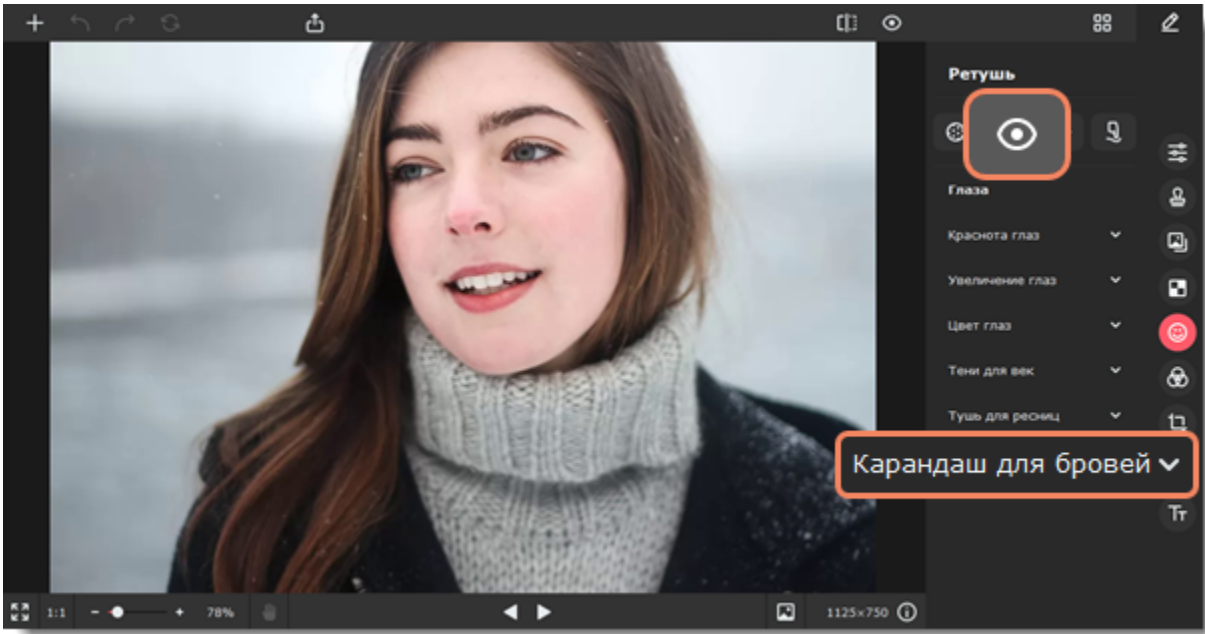 Ретушь
Глаза
Краснота глаз
Увеличение глаз
Цвет глаз
Тени для век
Тушь для ресниц
Карандаш для бровей
Тт
1:1
78%
1125×750